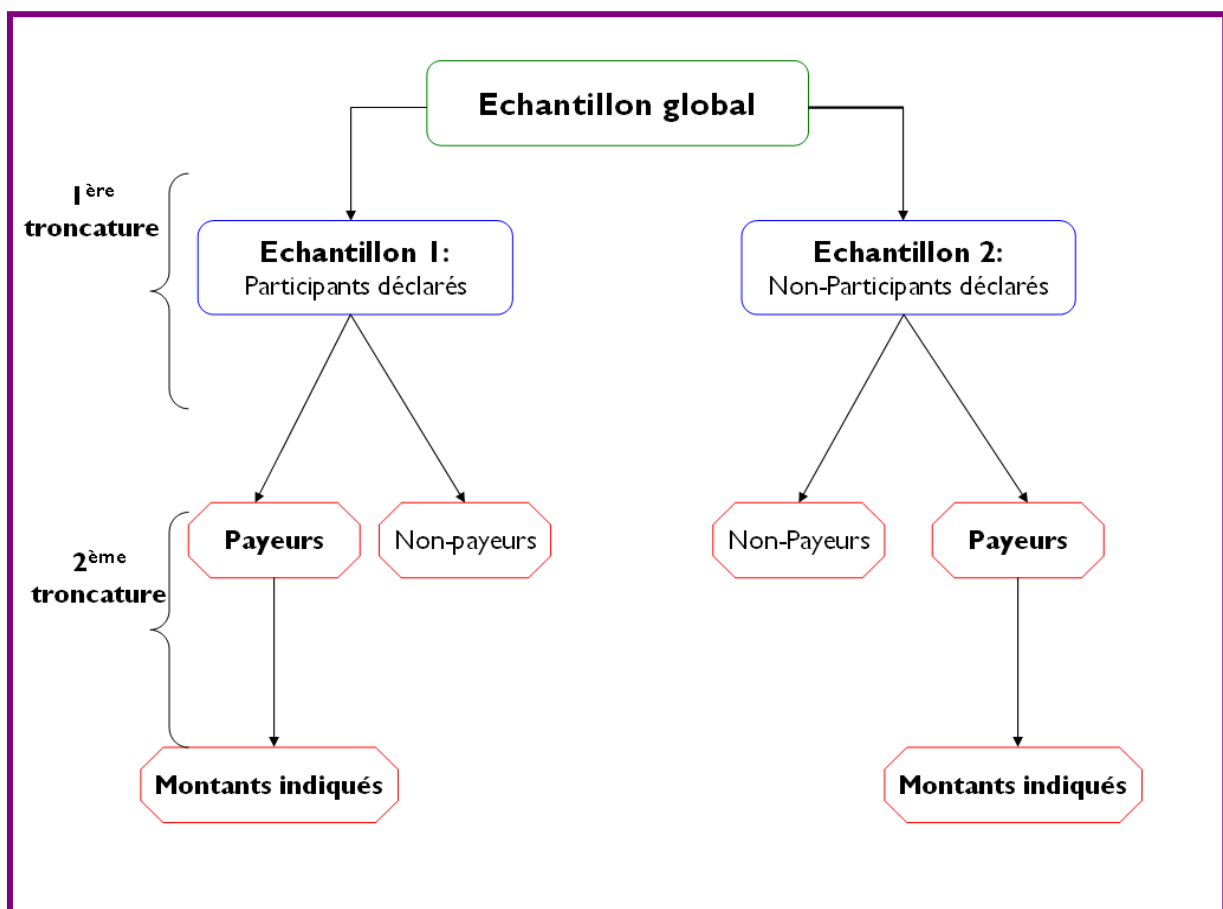 Echantillon global
1ère
troncature
Echantillon 1:
Participants déclarés
Echantillon 2:
Non-Participants déclarés
2ème
troncature
Payeurs
Non-payeurs
Non-Payeurs
Payeurs
Montants indiqués
Montants indiqués